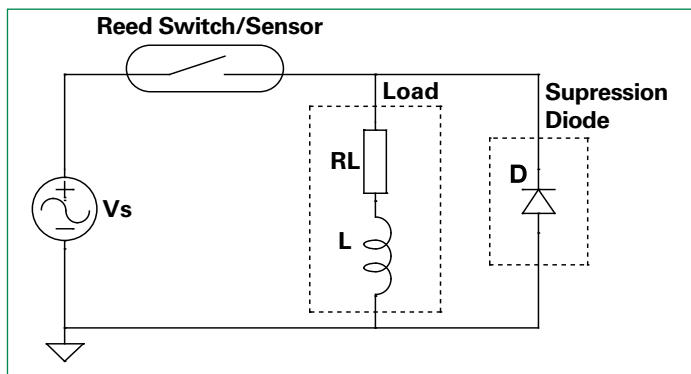 Reed Switch/Sensor
Load
Supression
Diode
RL
D
Vs
L